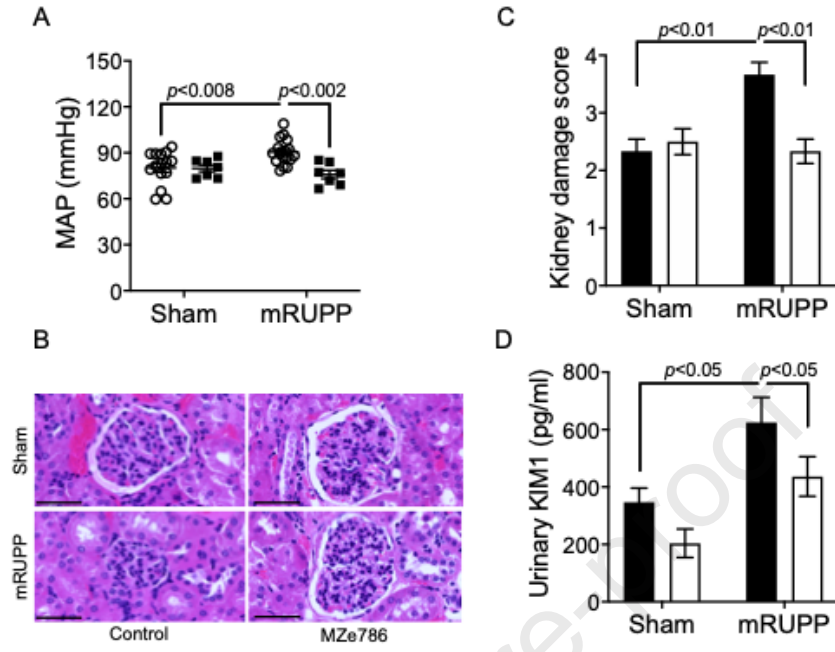 A
p<0.008
p<0.002
MAP (mmHg)
150
120
90
60
30
0
Sham
mRUPP
B
Sham
mRUPP
Control
MZe786
C
p<0.01
p<0.01
Kidney damage score
4
3
2
1
0
Sham
mRUPP
D
p<0.05
p<0.05
Urinary KIM1 (pg/ml)
800
600
400
200
0
Sham
mRUPP
re-proof